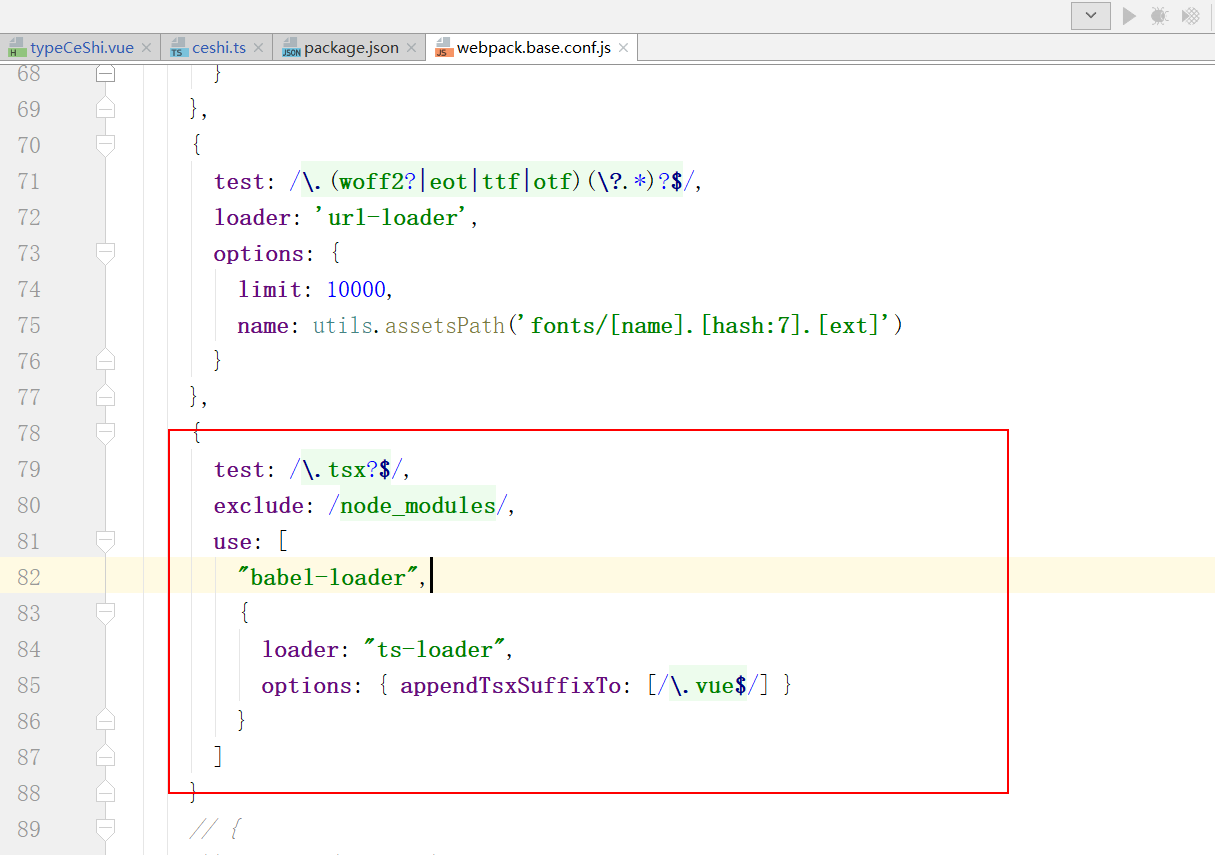 typeCeShi.vue ceshi.ts package.json webpack.base.conf.js
68 }
69 },
70 {
71 test: /\.(woff2?|eot|ttf|otf)(\?.*)?$/,
72 loader: 'url-loader',
73 options: {
74 limit: 10000,
75 name: utils.assetsPath('fonts/[name].[hash:7].[ext]')
76 }
77 },
78 {
79 test: /\.tsx?$/,
80 exclude: /node_modules/,
81 use: [
82 "babel-loader",
83 {
84 loader: "ts-loader",
85 options: { appendTsxSuffixTo: [/\.vue$/] }
86 }
87 ]
88 }
89 // {